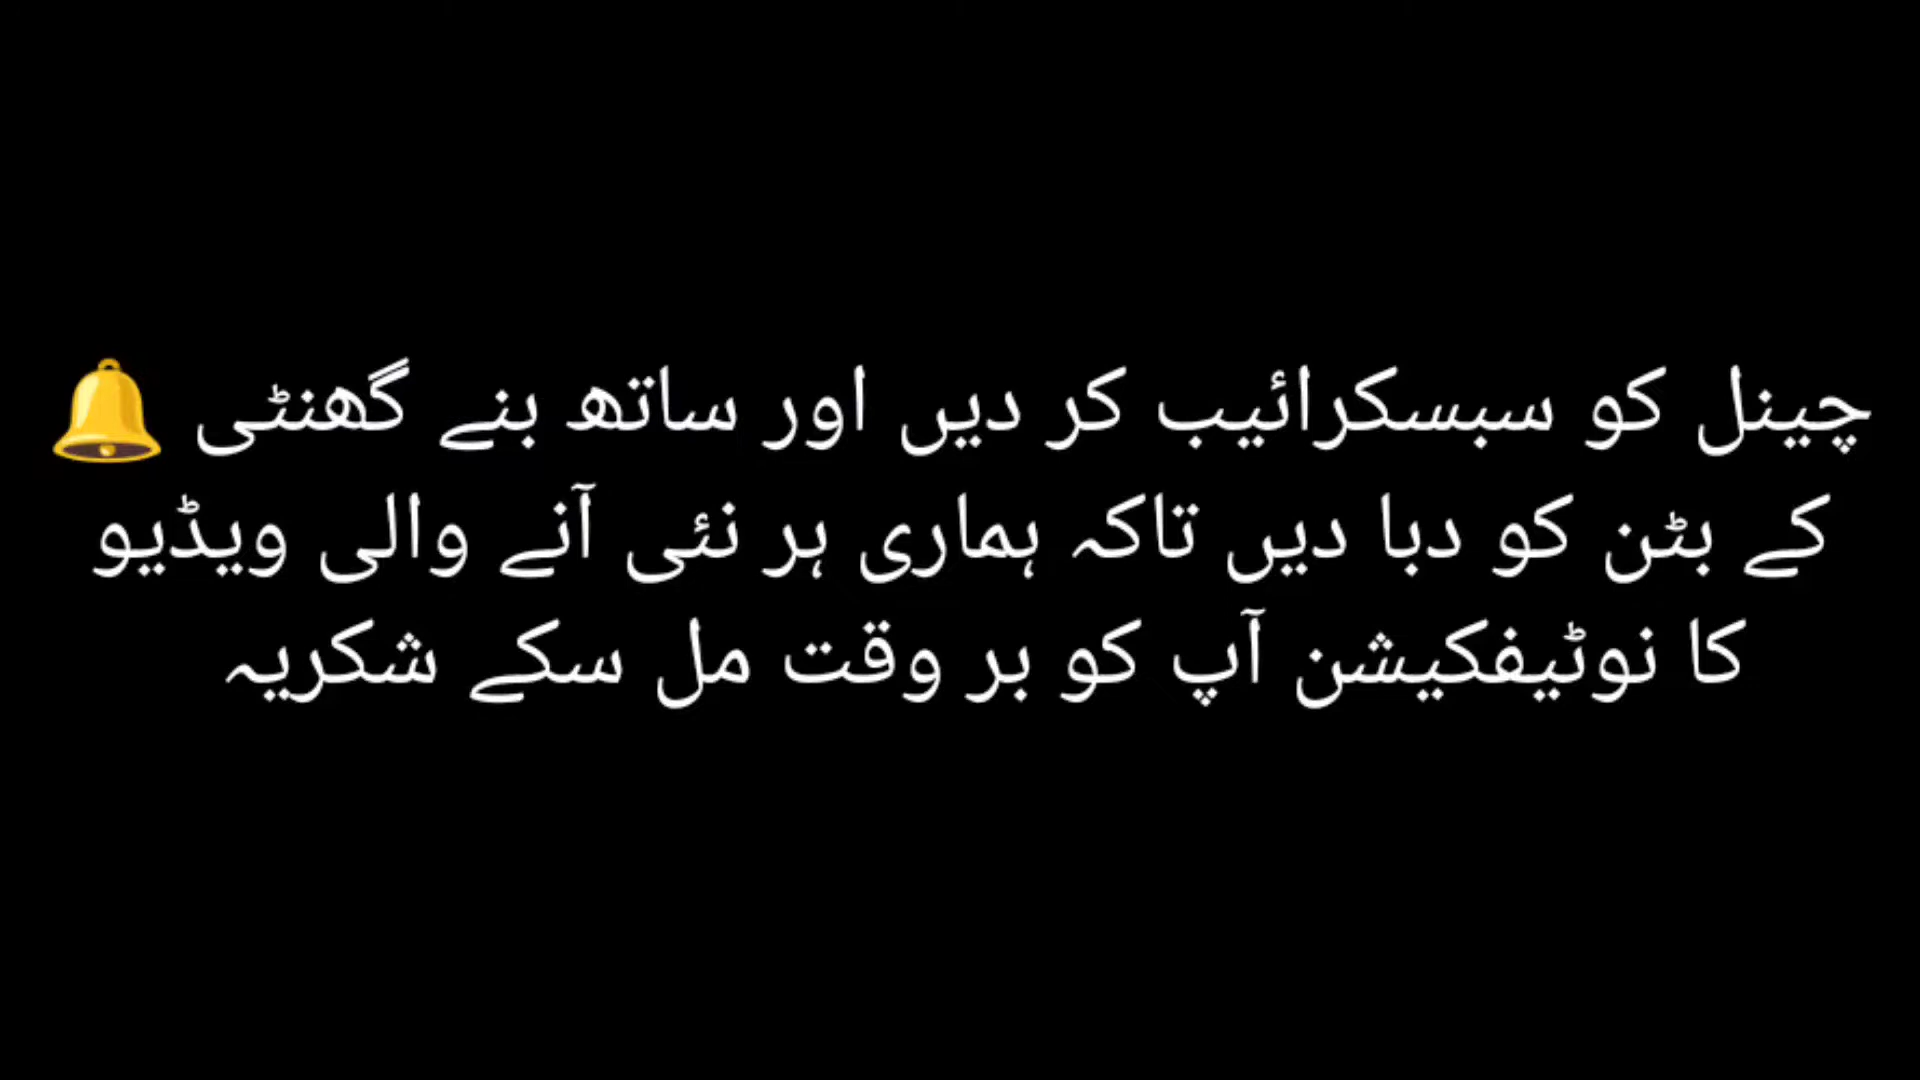 چینل کو سبسکرائیب کر دیں اور ساتھ بنے گھنٹی 🔔
کے بٹن کو دبا دیں تاکہ ہماری ہر نئی آنے والی ویڈیو
کا نوٹیفکیشن آپ کو بر وقت مل سکے شکریہ